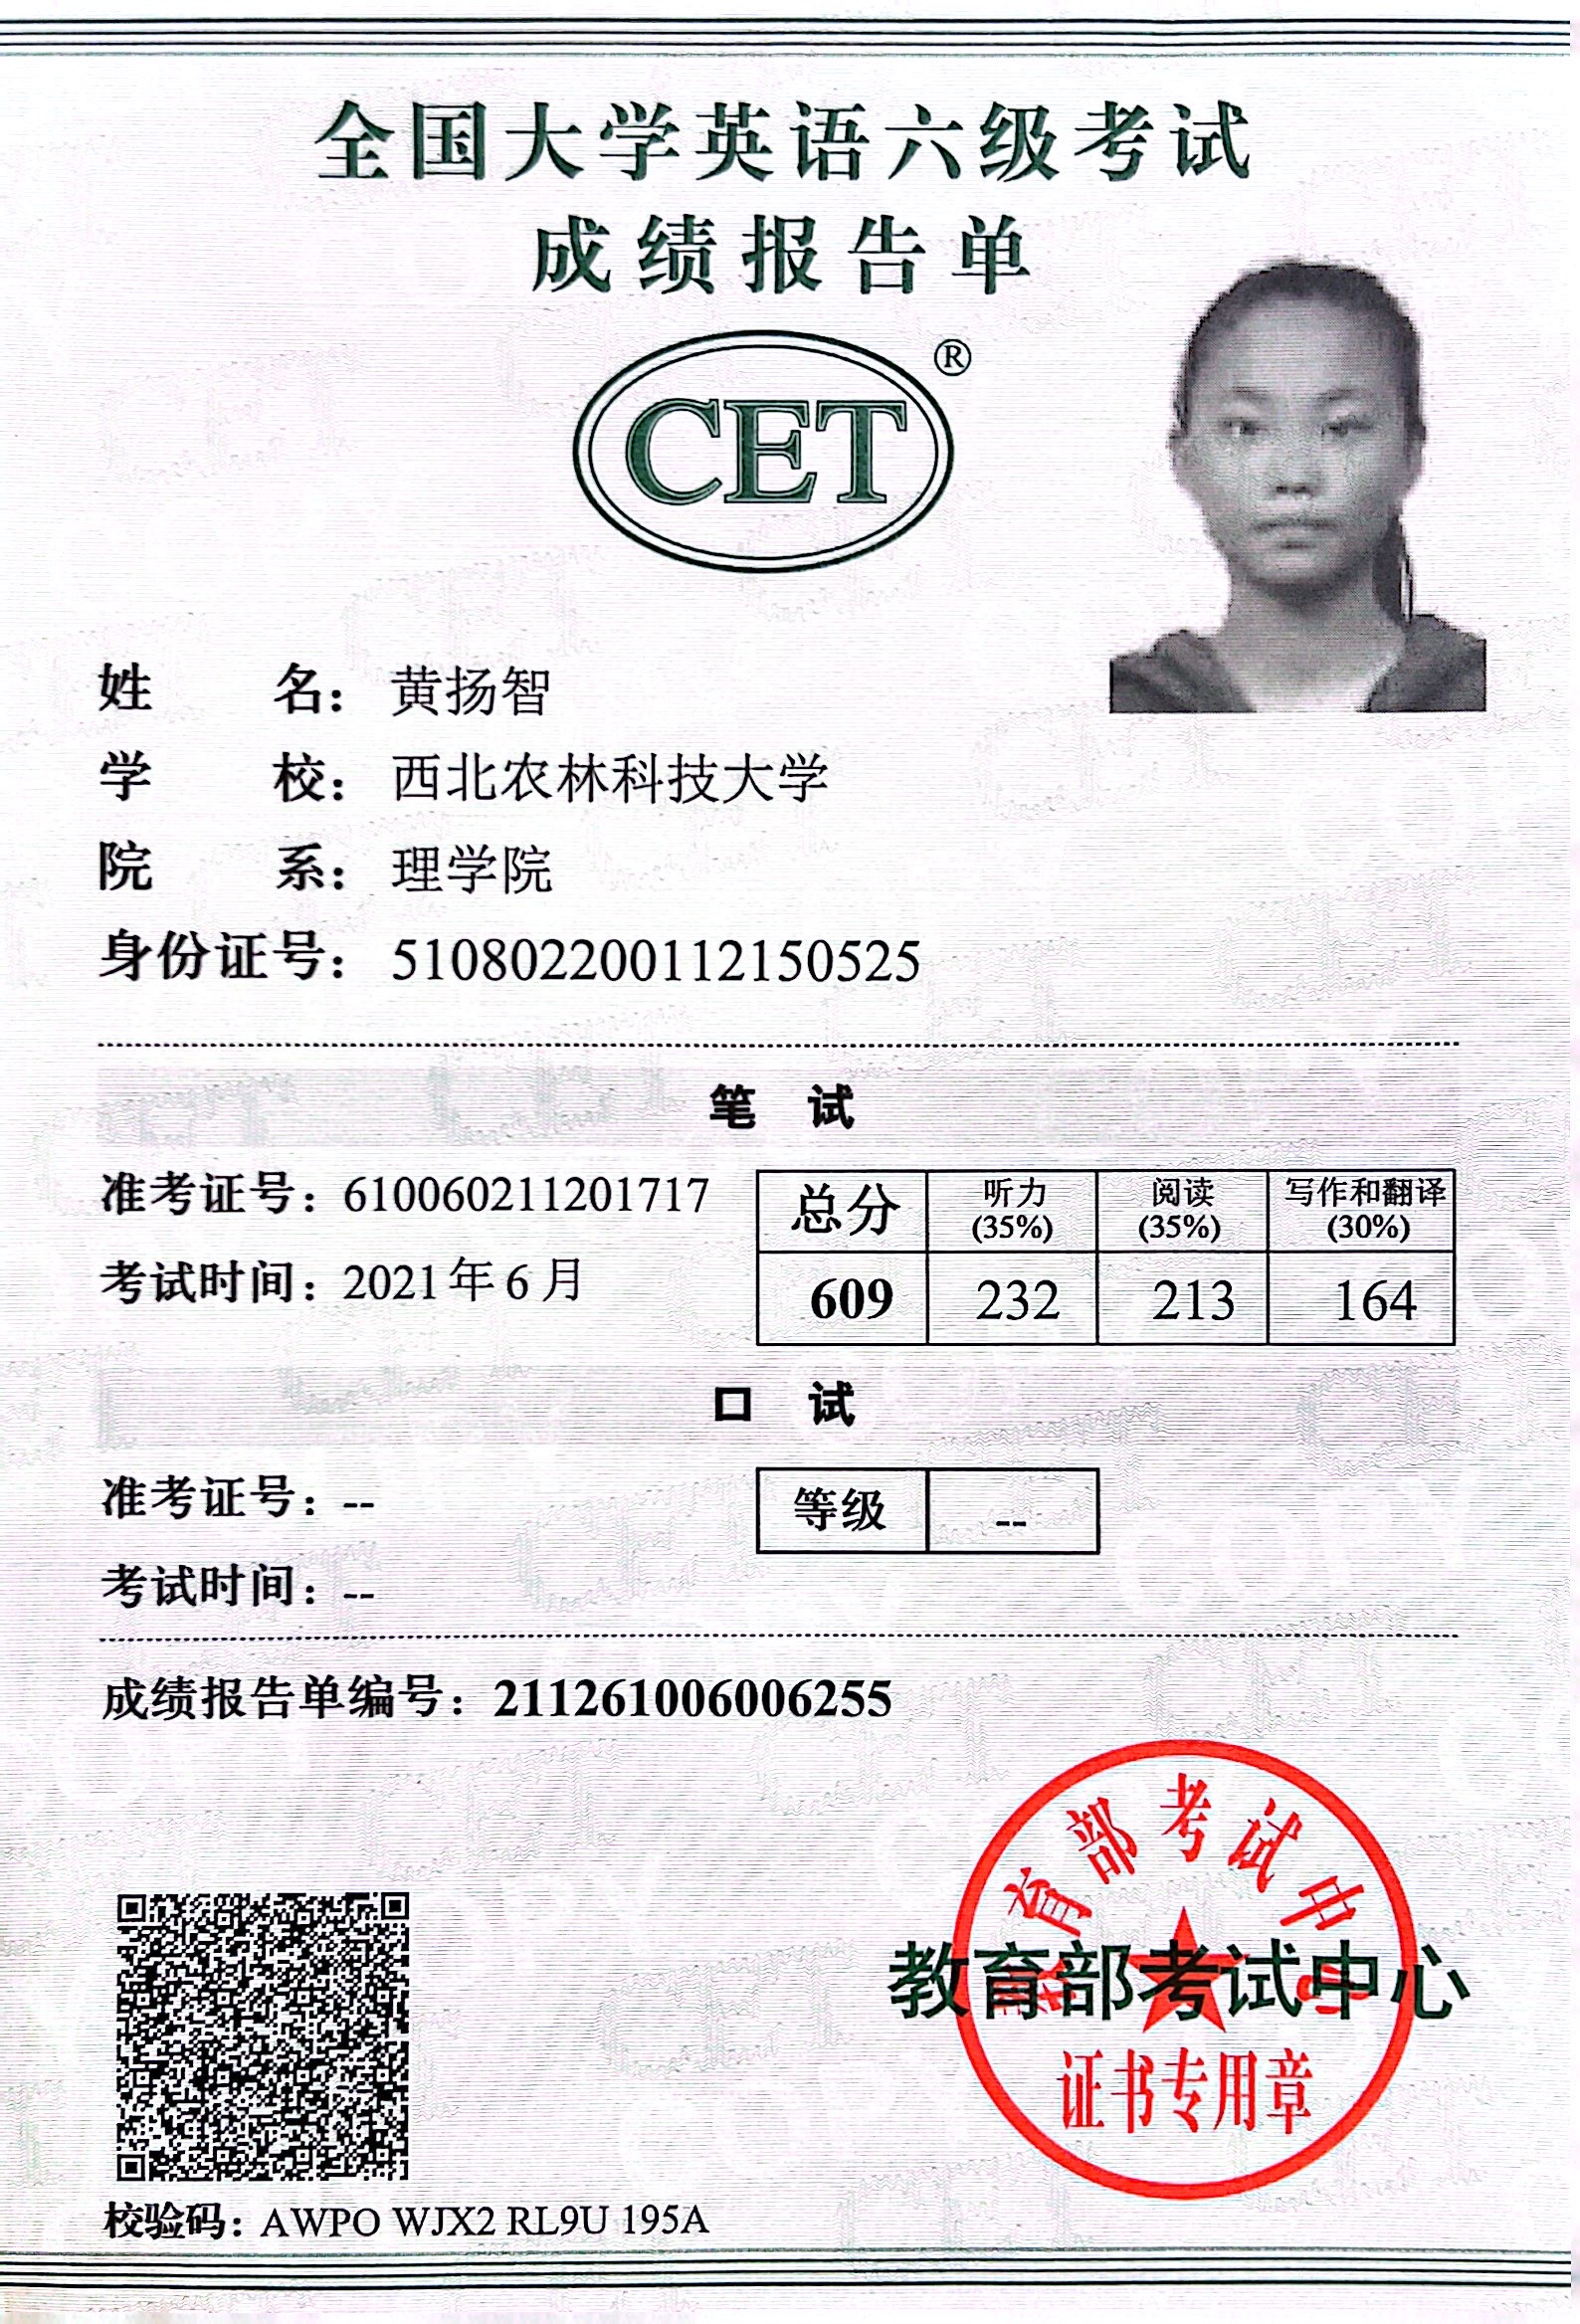 全国大学英语六级考试
成绩报告单
CET®
姓名：黄扬智
学校：西北农林科技大学
院系：理学院
身份证号：510802200112150525
笔 试
准考证号：610060211201717
考试时间：2021年6月
总分 听力(35%) 阅读(35%) 写作和翻译(30%)
609 232 213 164
口 试
准考证号：--
考试时间：--
等级 --
成绩报告单编号：211261006006255
教育部考试中心
教育部考试中心
证书专用章
校验码：AWPO WJX2 RL9U 195A